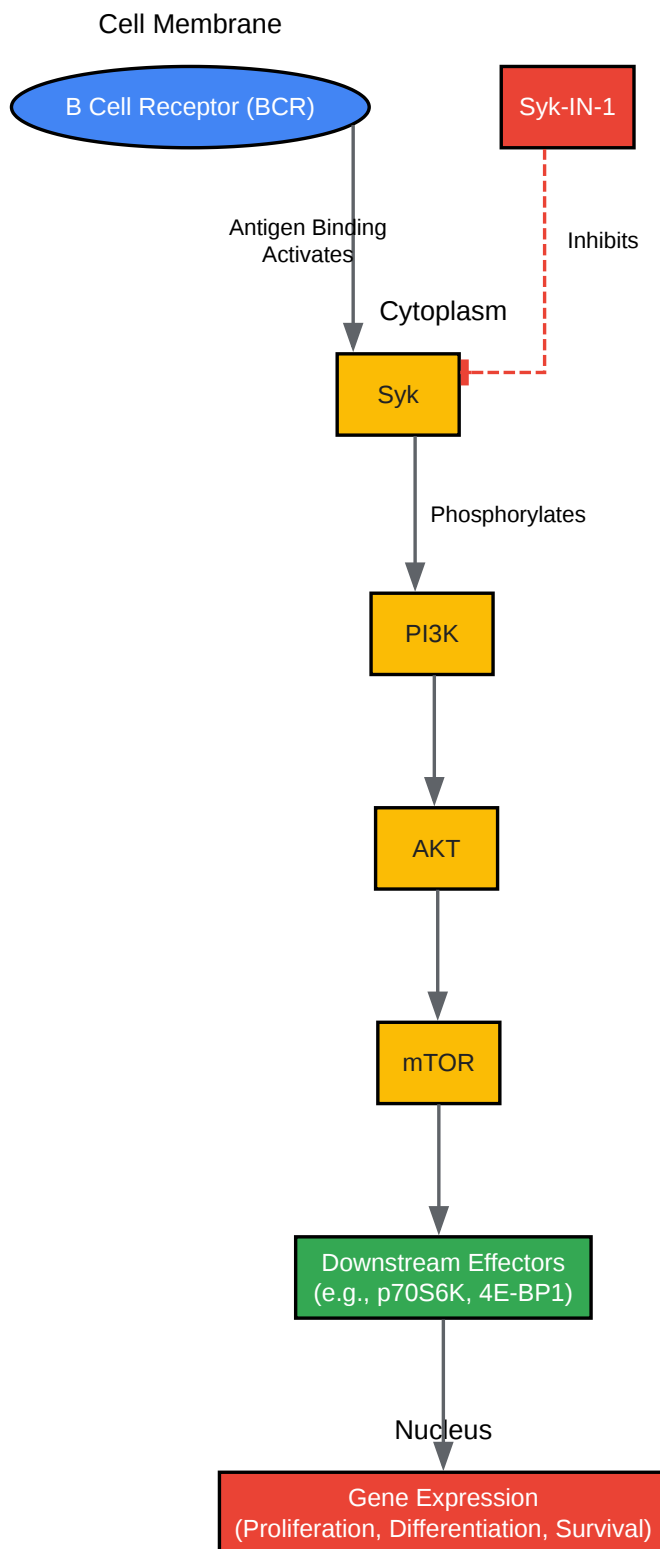 Cell Membrane
B Cell Receptor (BCR)
Syk-IN-1
Antigen Binding
Activates
Inhibits
Cytoplasm
Syk
Phosphorylates
PI3K
AKT
mTOR
Downstream Effectors
(e.g., p70S6K, 4E-BP1)
Nucleus
Gene Expression
(Proliferation, Differentiation, Survival)